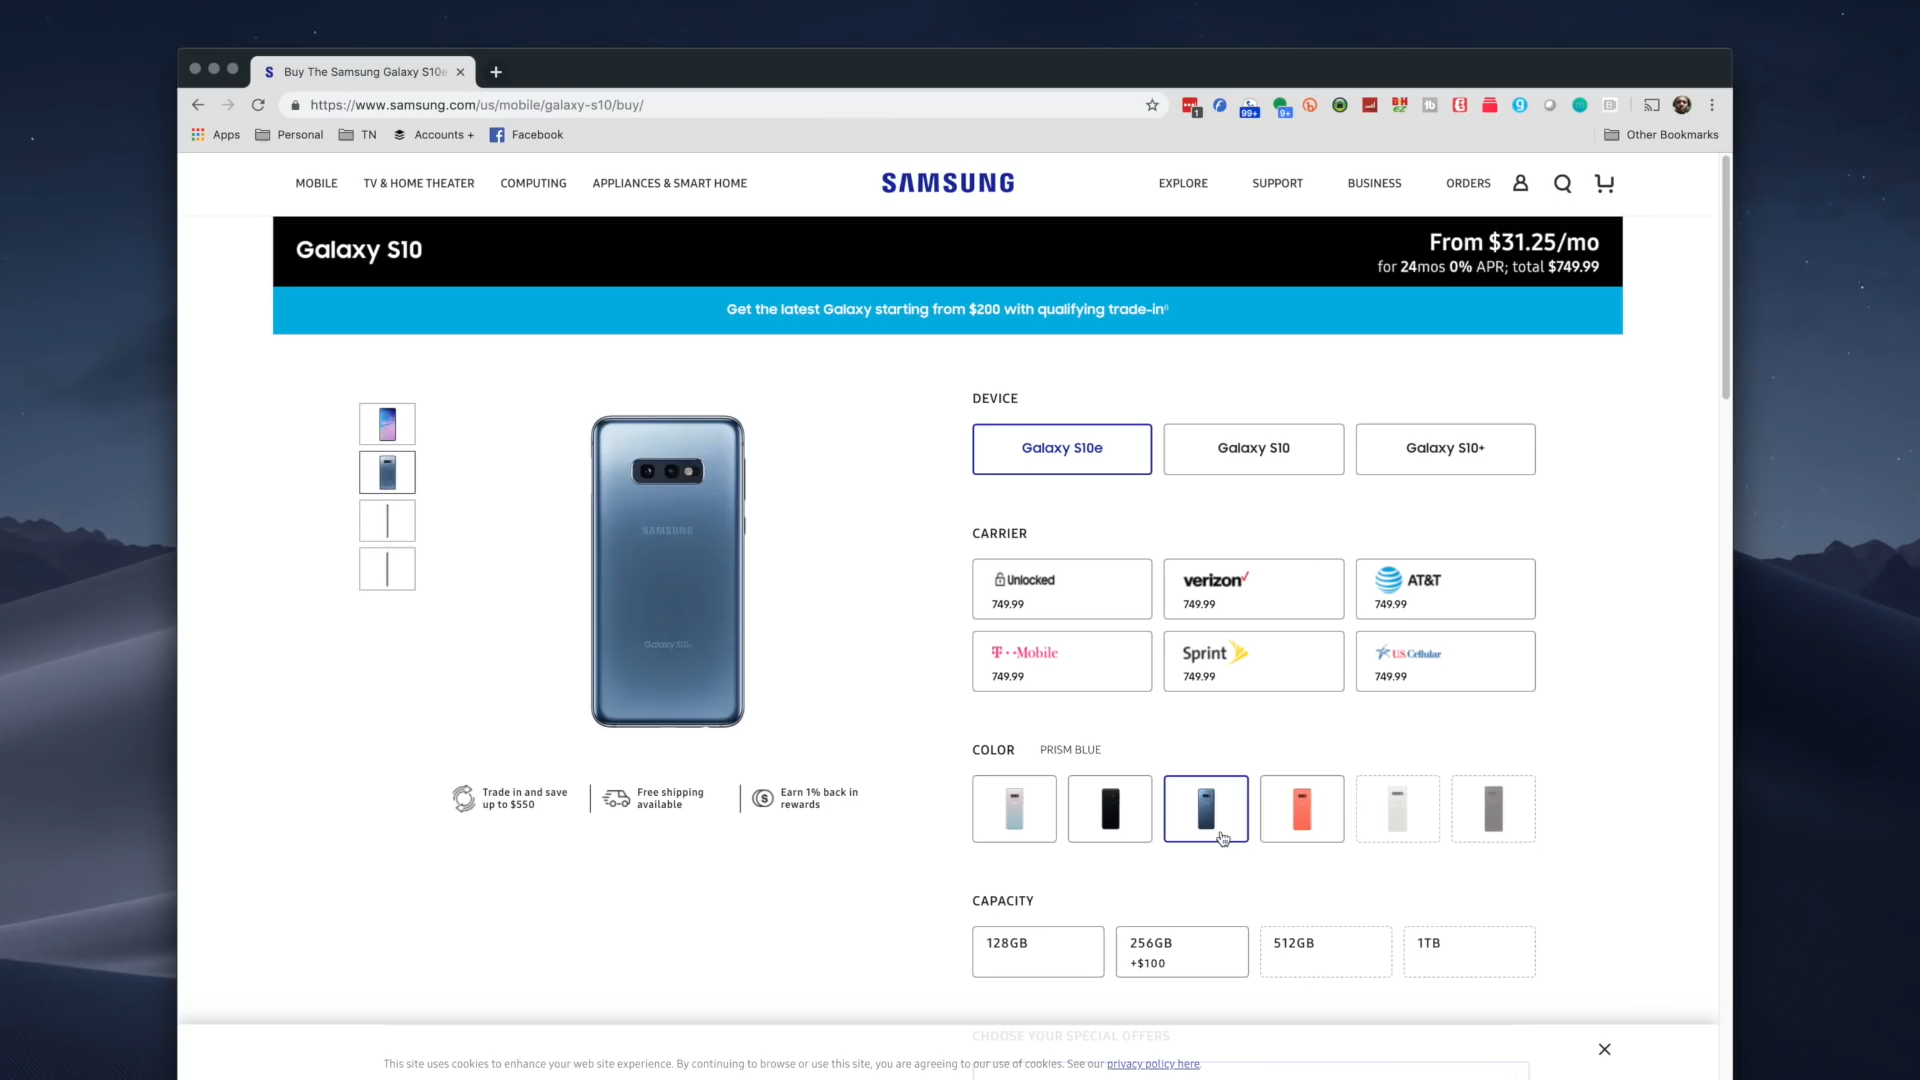 Buy The Samsung Galaxy S10e
https://www.samsung.com/us/mobile/galaxy-s10/buy/
1
99+
9+
Apps
Personal
TN
Accounts +
Facebook
Other Bookmarks
MOBILE
TV & HOME THEATER
COMPUTING
APPLIANCES & SMART HOME
SAMSUNG
EXPLORE
SUPPORT
BUSINESS
ORDERS
Galaxy S10
From $31.25/mo
for 24mos 0% APR; total $749.99
Get the latest Galaxy starting from $200 with qualifying trade-in
SAMSUNG
Galaxy S10e
Trade in and save
up to $550
Free shipping
available
Earn 1% back in
rewards
DEVICE
Galaxy S10e
Galaxy S10
Galaxy S10+
CARRIER
Unlocked
749.99
verizon
749.99
AT&T
749.99
T-Mobile
749.99
Sprint
749.99
U.S. Cellular
749.99
COLOR
PRISM BLUE
CAPACITY
128GB
256GB
+$100
512GB
1TB
CHOOSE YOUR SPECIAL OFFERS
This site uses cookies to enhance your web site experience. By continuing to browse or use this site, you are agreeing to our use of cookies. See our privacy policy here.